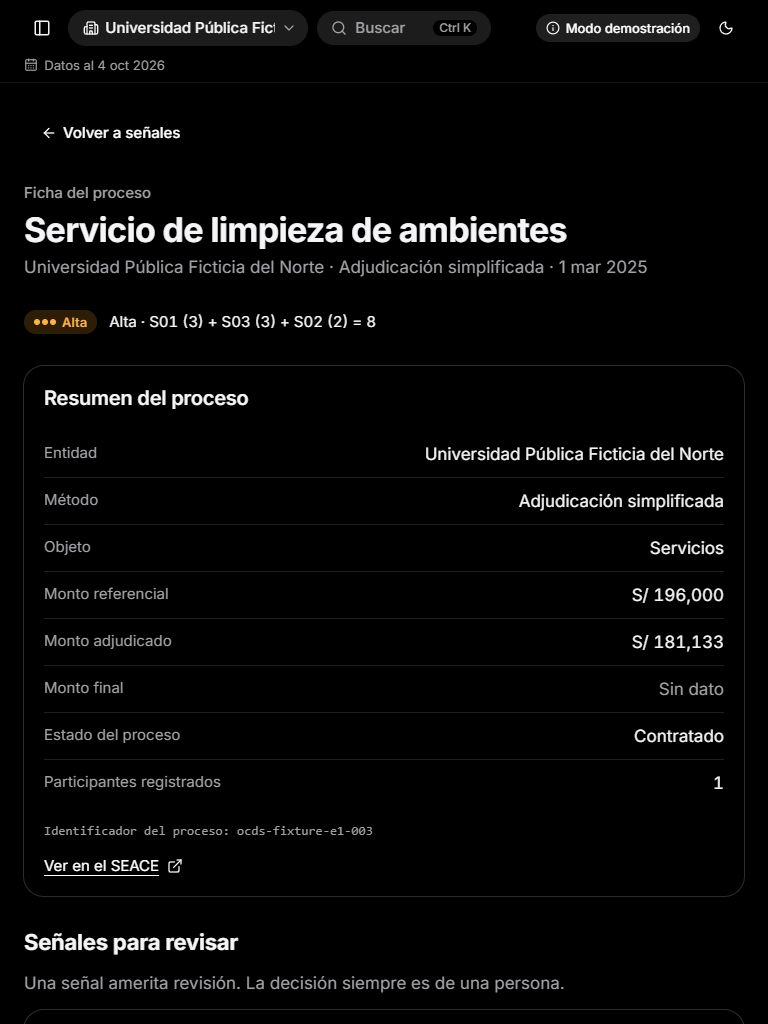 Universidad Pública Fict
Buscar
Ctrl K
Modo demostración
Datos al 4 oct 2026
Volver a señales
Ficha del proceso
Servicio de limpieza de ambientes
Universidad Pública Ficticia del Norte · Adjudicación simplificada · 1 mar 2025
Alta
Alta · S01 (3) + S03 (3) + S02 (2) = 8
Resumen del proceso
Entidad
Universidad Pública Ficticia del Norte
Método
Adjudicación simplificada
Objeto
Servicios
Monto referencial
S/ 196,000
Monto adjudicado
S/ 181,133
Monto final
Sin dato
Estado del proceso
Contratado
Participantes registrados
1
Identificador del proceso: ocds-fixture-e1-003
Ver en el SEACE
Señales para revisar
Una señal amerita revisión. La decisión siempre es de una persona.